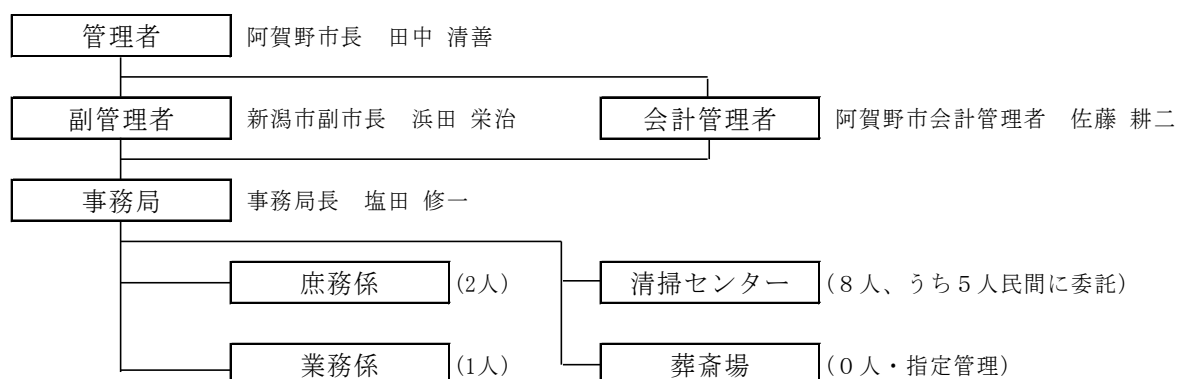 管理者 阿賀野市長 田中 清善
副管理者 新潟市副市長 浜田 栄治 会計管理者 阿賀野市会計管理者 佐藤 耕二
事務局 事務局長 塩田 修一
庶務係 (2人) 清掃センター (８人、うち５人民間に委託)
業務係 (1人) 葬斎場 (０人・指定管理)